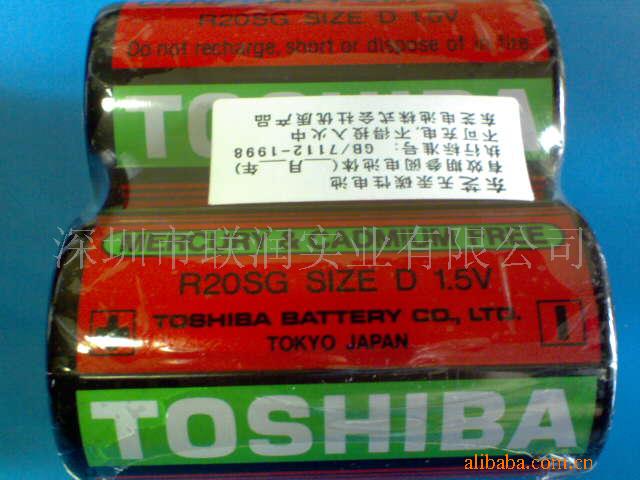 R20SG SIZE D 1.5V
Do not recharge, short or dispose of in fire.
TOSHIBA
东芝无汞碳性电池
有效期参阅电池体(__月__年)
执行标准号: GB/7112-1998
不可充电,不得投入火中
东芝电池株式会社优质产品
MERCURY & CADMIUM FREE
深圳市联润实业有限公司
R20SG SIZE D 1.5V
TOSHIBA BATTERY CO., LTD.
TOKYO JAPAN
TOSHIBA
alibaba.com.cn